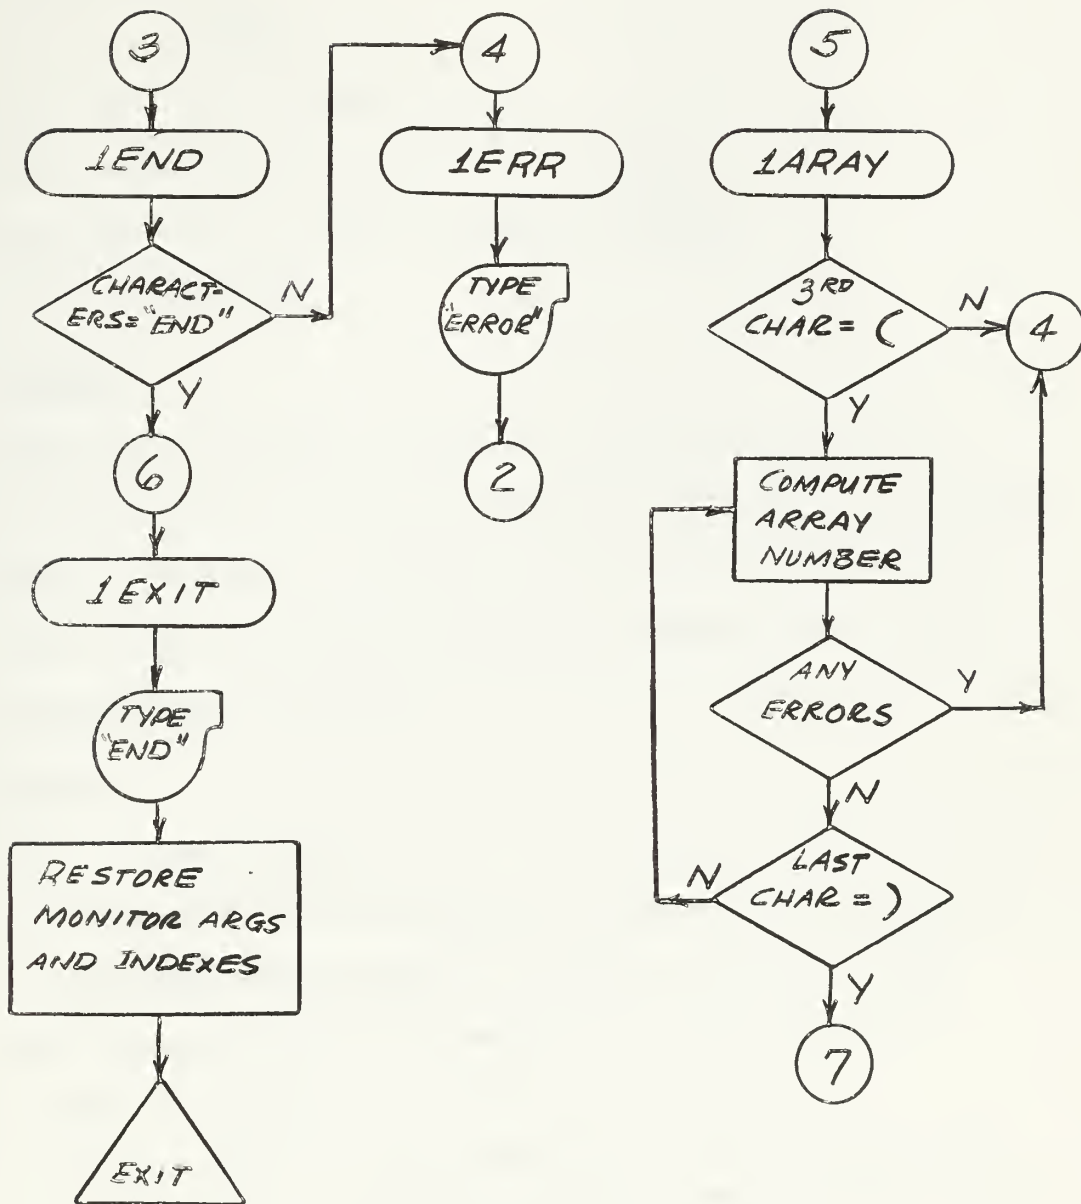 3
1END
CHARACT-
ERS="END"
N
Y
6
1EXIT
TYPE
"END"
RESTORE
MONITOR ARGS
AND INDEXES
EXIT
4
1ERR
TYPE
"ERROR"
2
5
1ARAY
3RD
CHAR= (
N
4
Y
COMPUTE
ARRAY
NUMBER
ANY
ERRORS
Y
N
LAST
CHAR = )
N
Y
7